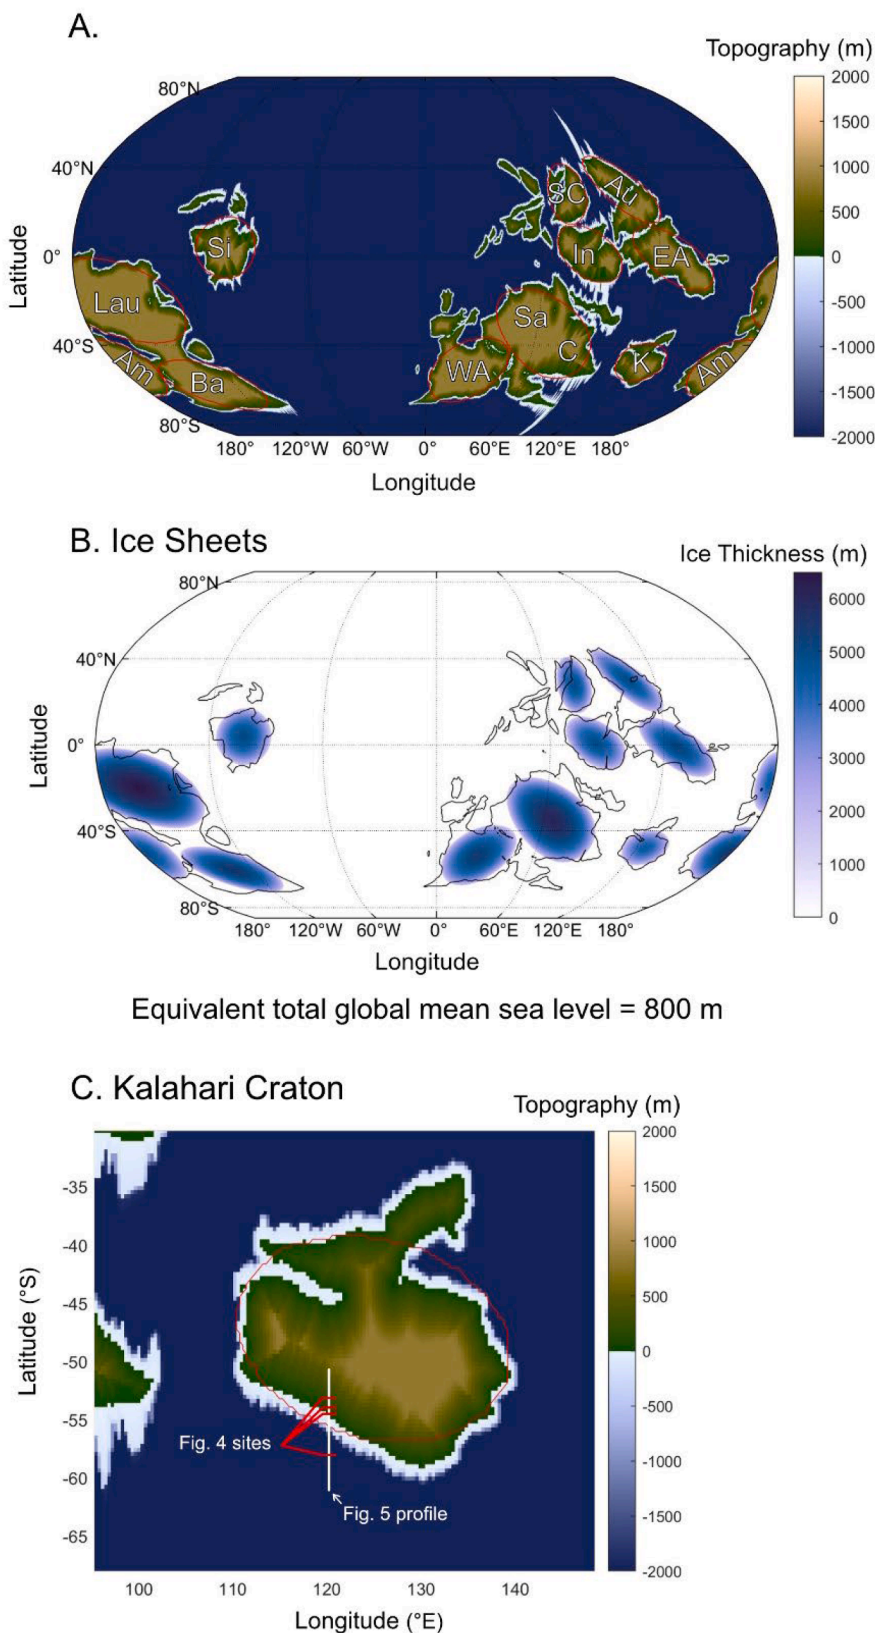 A.
Topography (m)
2000
1500
1000
500
0
-500
-1000
-1500
-2000
80°N
40°N
0°
40°S
80°S
Latitude
SC
Au
Si
In
EA
Lau
Sa
C
K
Am
WA
Am
Ba
180° 120°W 60°W 0° 60°E 120°E 180°
Longitude
B. Ice Sheets
Ice Thickness (m)
6000
5000
4000
3000
2000
1000
0
80°N
40°N
0°
40°S
80°S
Latitude
180° 120°W 60°W 0° 60°E 120°E 180°
Longitude
Equivalent total global mean sea level = 800 m
C. Kalahari Craton
Topography (m)
2000
1500
1000
500
0
-500
-1000
-1500
-2000
-35
-40
-45
-50
-55
-60
-65
Latitude (°S)
Fig. 4 sites
Fig. 5 profile
100 110 120 130 140
Longitude (°E)